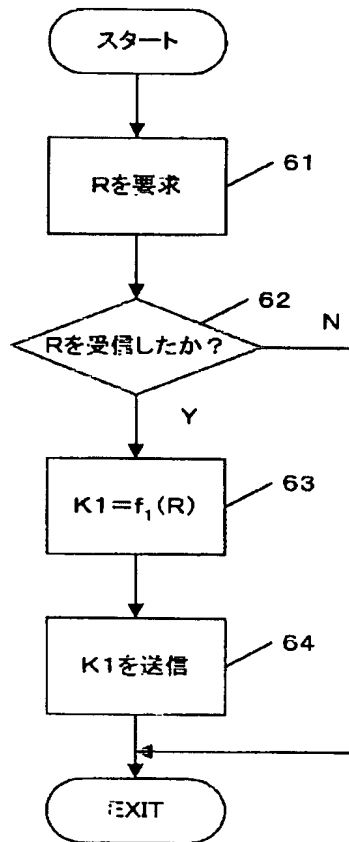 スタート
Rを要求
61
62
Rを受信したか？
N
Y
K1＝f₁(R)
63
K1を送信
64
EXIT